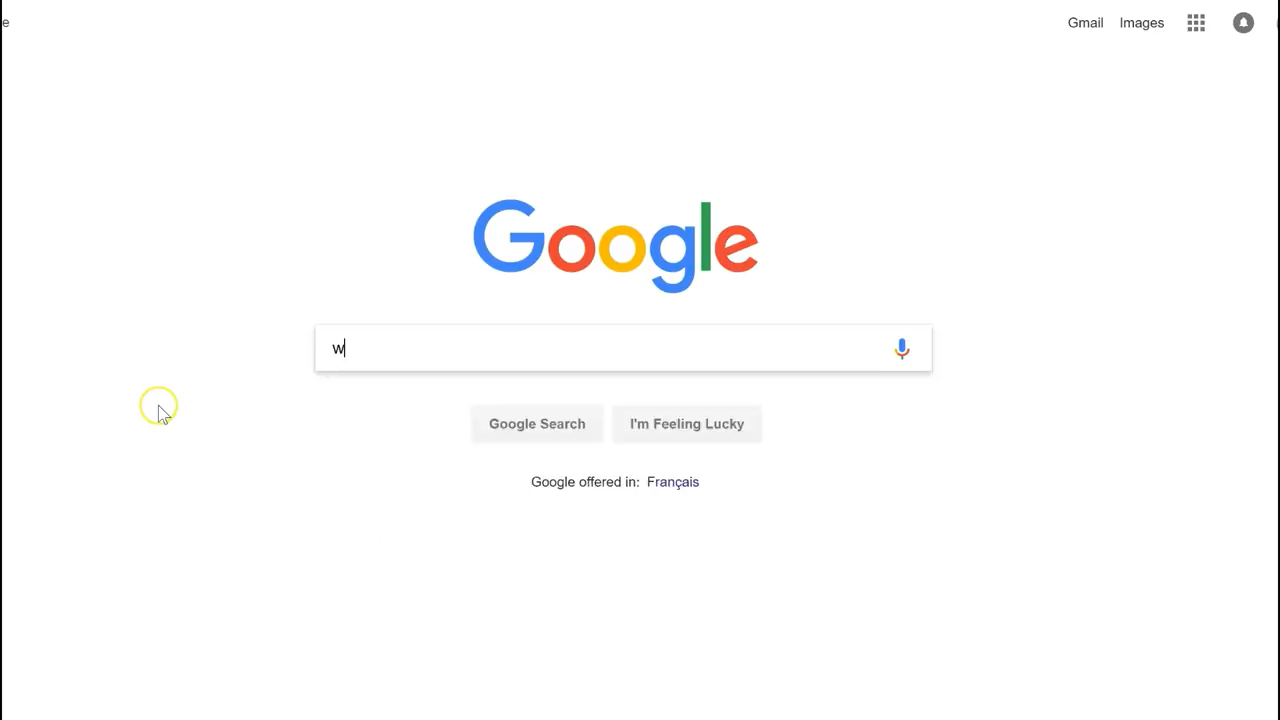 e
Gmail Images
Google
w
Google Search I'm Feeling Lucky
Google offered in: Français